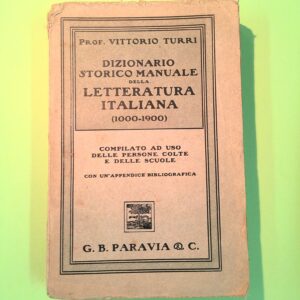 PROF. VITTORIO TURRI
DIZIONARIO
STORICO MANUALE
DELLA
LETTERATURA
ITALIANA
(1000-1900)
COMPILATO AD USO
DELLE PERSONE COLTE
E DELLE SCUOLE
CON UN'APPENDICE BIBLIOGRAFICA
G. B. PARAVIA & C.